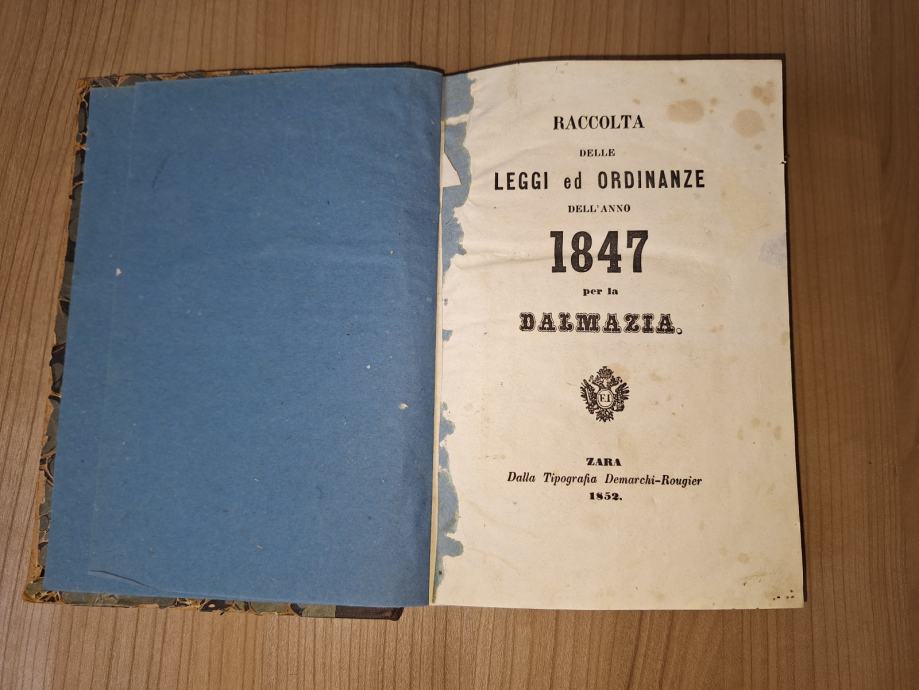 RACCOLTA
DELLE
LEGGI ed ORDINANZE
DELL'ANNO
1847
per la
DALMAZIA.
F.I
ZARA
Dalla Tipografia Demarchi-Rougier
1852.